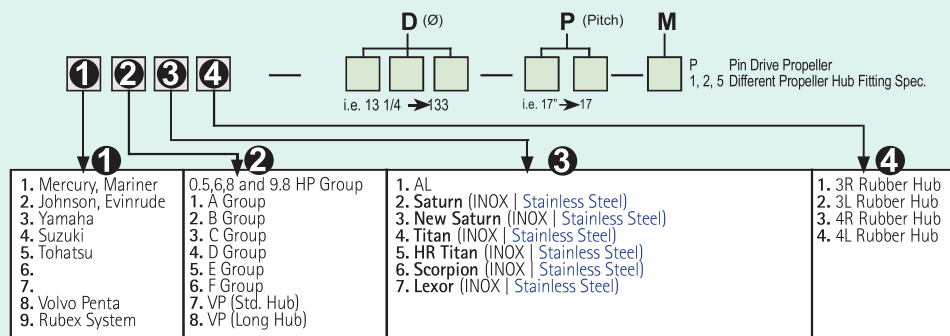 D (Ø)
P (Pitch)
M
1 2 3 4 — — —
P Pin Drive Propeller
1, 2, 5 Different Propeller Hub Fitting Spec.
i.e. 13 1/4 → 133
i.e. 17" → 17
1
1. Mercury, Mariner
2. Johnson, Evinrude
3. Yamaha
4. Suzuki
5. Tohatsu
6.
7.
8. Volvo Penta
9. Rubex System
2
0.5,6,8 and 9.8 HP Group
1. A Group
2. B Group
3. C Group
4. D Group
5. E Group
6. F Group
7. VP (Std. Hub)
8. VP (Long Hub)
3
1. AL
2. Saturn (INOX | Stainless Steel)
3. New Saturn (INOX | Stainless Steel)
4. Titan (INOX | Stainless Steel)
5. HR Titan (INOX | Stainless Steel)
6. Scorpion (INOX | Stainless Steel)
7. Lexor (INOX | Stainless Steel)
4
1. 3R Rubber Hub
2. 3L Rubber Hub
3. 4R Rubber Hub
4. 4L Rubber Hub